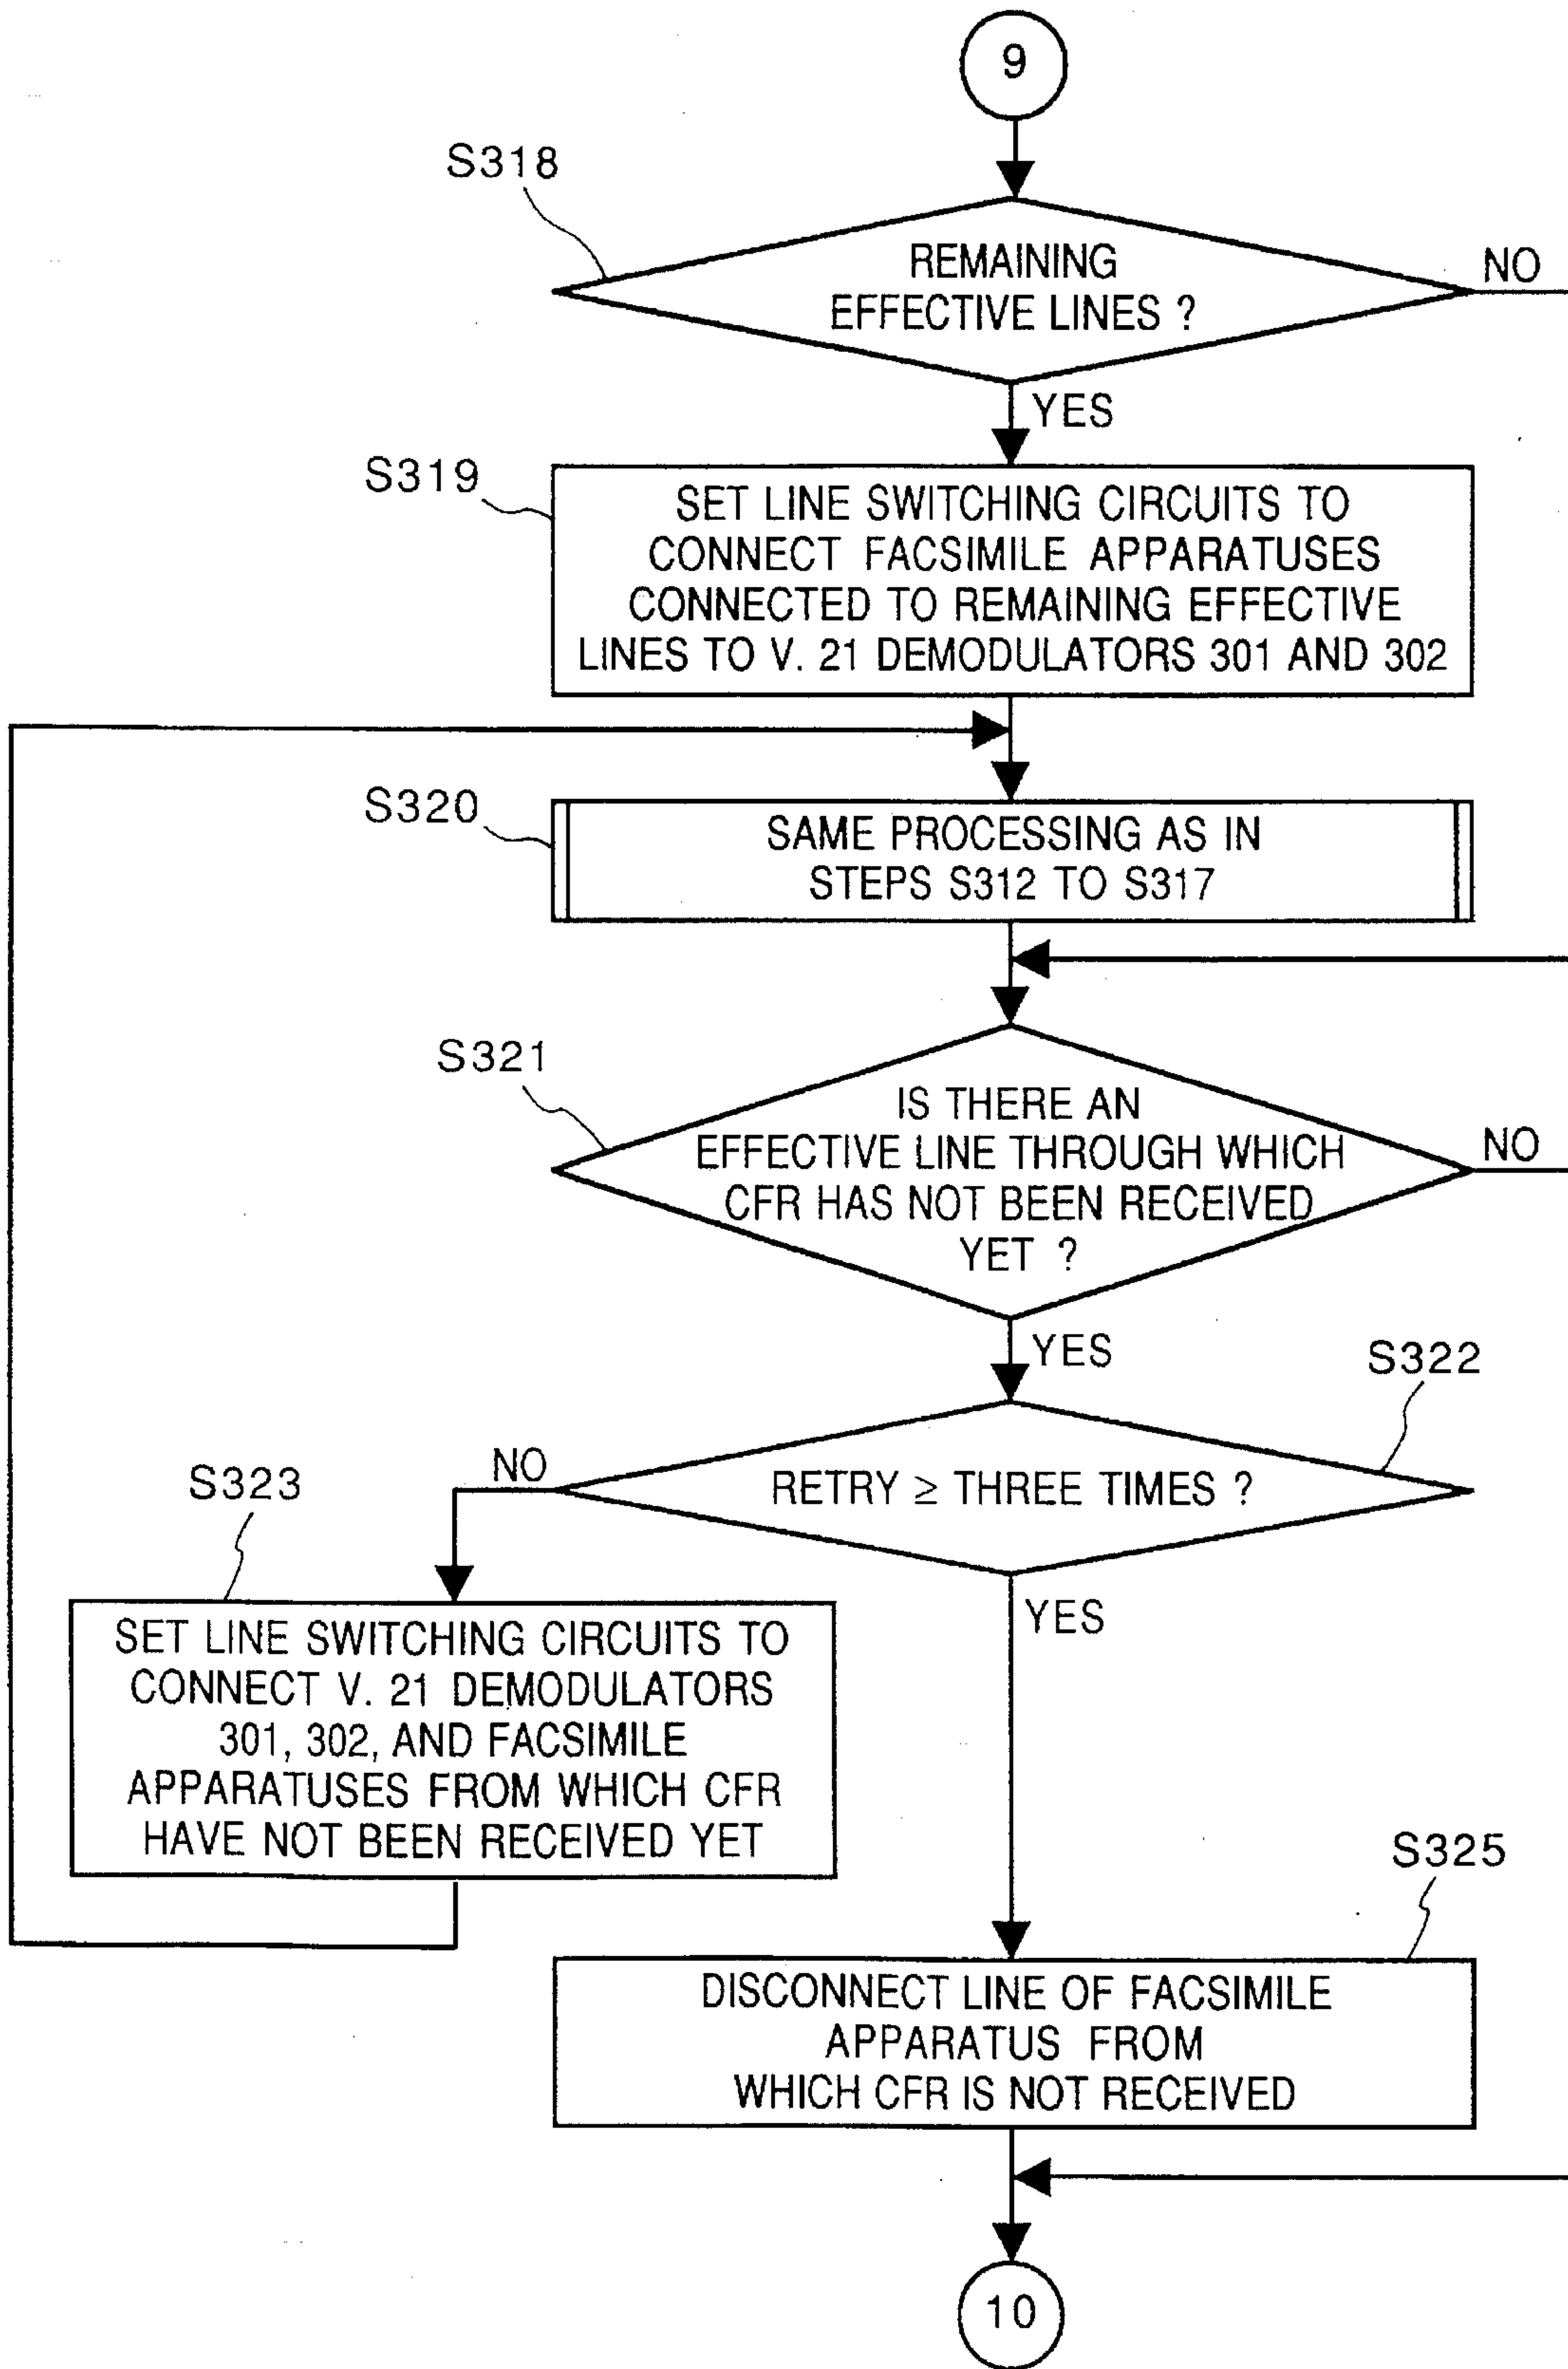 9
S318
REMAINING
EFFECTIVE LINES ?
NO
YES
S319
SET LINE SWITCHING CIRCUITS TO
CONNECT FACSIMILE APPARATUSES
CONNECTED TO REMAINING EFFECTIVE
LINES TO V. 21 DEMODULATORS 301 AND 302
S320
SAME PROCESSING AS IN
STEPS S312 TO S317
S321
IS THERE AN
EFFECTIVE LINE THROUGH WHICH
CFR HAS NOT BEEN RECEIVED
YET ?
NO
YES
S322
RETRY ≥ THREE TIMES ?
NO
YES
S323
SET LINE SWITCHING CIRCUITS TO
CONNECT V. 21 DEMODULATORS
301, 302, AND FACSIMILE
APPARATUSES FROM WHICH CFR
HAVE NOT BEEN RECEIVED YET
S325
DISCONNECT LINE OF FACSIMILE
APPARATUS FROM
WHICH CFR IS NOT RECEIVED
10